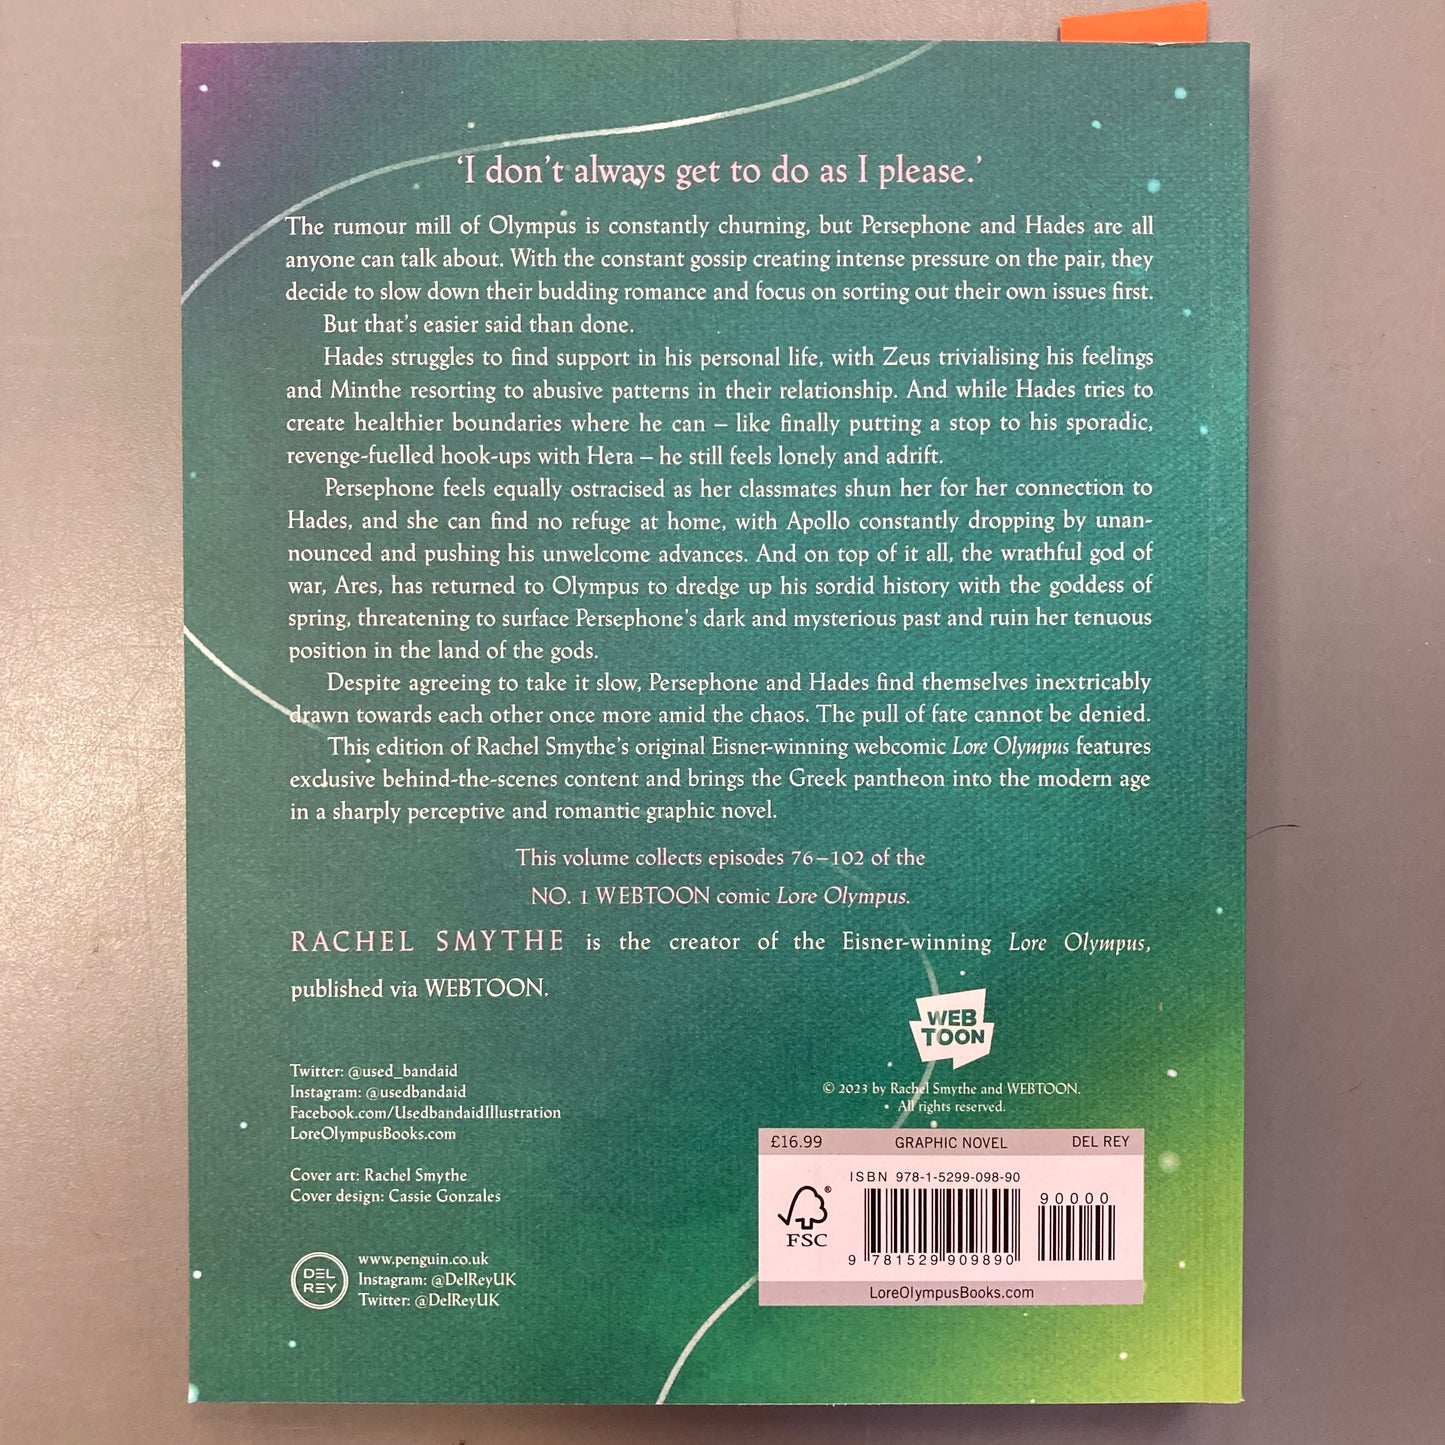 ‘I don’t always get to do as I please.’
The rumour mill of Olympus is constantly churning, but Persephone and Hades are all
anyone can talk about. With the constant gossip creating intense pressure on the pair, they
decide to slow down their budding romance and focus on sorting out their own issues first.
But that’s easier said than done.
Hades struggles to find support in his personal life, with Zeus trivialising his feelings
and Minthe resorting to abusive patterns in their relationship. And while Hades tries to
create healthier boundaries where he can – like finally putting a stop to his sporadic,
revenge-fuelled hook-ups with Hera – he still feels lonely and adrift.
Persephone feels equally ostracised as her classmates shun her for her connection to
Hades, and she can find no refuge at home, with Apollo constantly dropping by unan-
nounced and pushing his unwelcome advances. And on top of it all, the wrathful god of
war, Ares, has returned to Olympus to dredge up his sordid history with the goddess of
spring, threatening to surface Persephone’s dark and mysterious past and ruin her tenuous
position in the land of the gods.
Despite agreeing to take it slow, Persephone and Hades find themselves inextricably
drawn towards each other once more amid the chaos. The pull of fate cannot be denied.
This edition of Rachel Smythe’s original Eisner-winning webcomic Lore Olympus features
exclusive behind-the-scenes content and brings the Greek pantheon into the modern age
in a sharply perceptive and romantic graphic novel.
This volume collects episodes 76–102 of the
NO. 1 WEBTOON comic Lore Olympus.
RACHEL SMYTHE is the creator of the Eisner-winning Lore Olympus,
published via WEBTOON.
WEB
TOON
Twitter: @used_bandaid
Instagram: @usedbandaid
Facebook.com/UsedbandaidIllustration
LoreOlympusBooks.com
© 2023 by Rachel Smythe and WEBTOON.
All rights reserved.
Cover art: Rachel Smythe
Cover design: Cassie Gonzales
£16.99 GRAPHIC NOVEL DEL REY
ISBN 978-1-5299-098-90
90000
FSC
®
9 781529 909890
LoreOlympusBooks.com
DEL
REY
www.penguin.co.uk
Instagram: @DelReyUK
Twitter: @DelReyUK